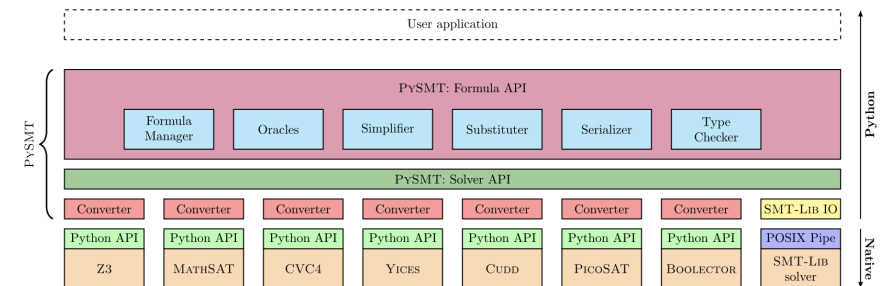 User application
PYSMT: Formula API
Formula
Manager
Oracles
Simplifier
Substituter
Serializer
Type
Checker
PYSMT
Python
PYSMT: Solver API
Converter Converter Converter Converter Converter Converter Converter SMT-LIB IO
Python API Python API Python API Python API Python API Python API Python API POSIX Pipe
Z3 MATHSAT CVC4 YICES CUDD PICOSAT BOOLECTOR SMT-LIB
solver
Native